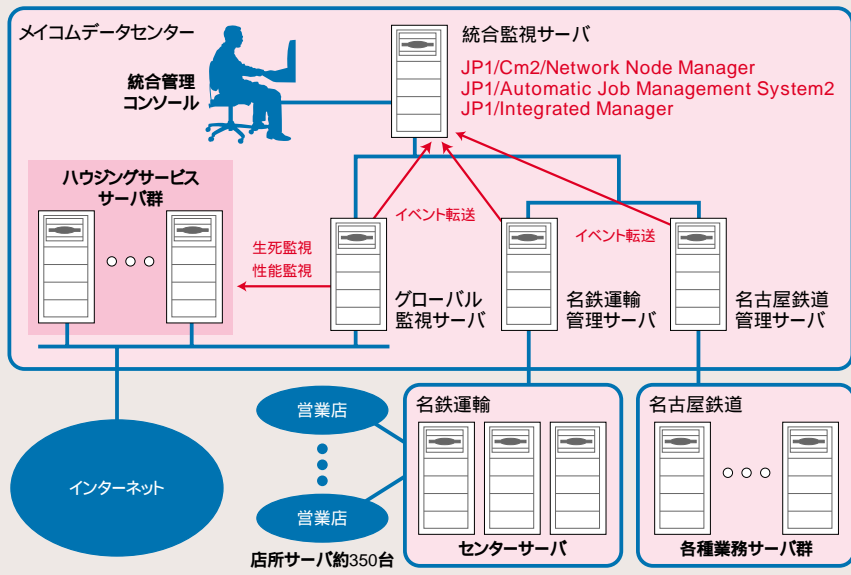 メイコムデータセンター
統合監視サーバ
JP1/Cm2/Network Node Manager
JP1/Automatic Job Management System2
JP1/Integrated Manager
統合管理
コンソール
ハウジングサービス
サーバ群
イベント転送
イベント転送
生死監視
性能監視
グローバル
監視サーバ
名鉄運輸
管理サーバ
名古屋鉄道
管理サーバ
インターネット
営業店
営業店
店所サーバ約350台
名鉄運輸
センターサーバ
名古屋鉄道
各種業務サーバ群